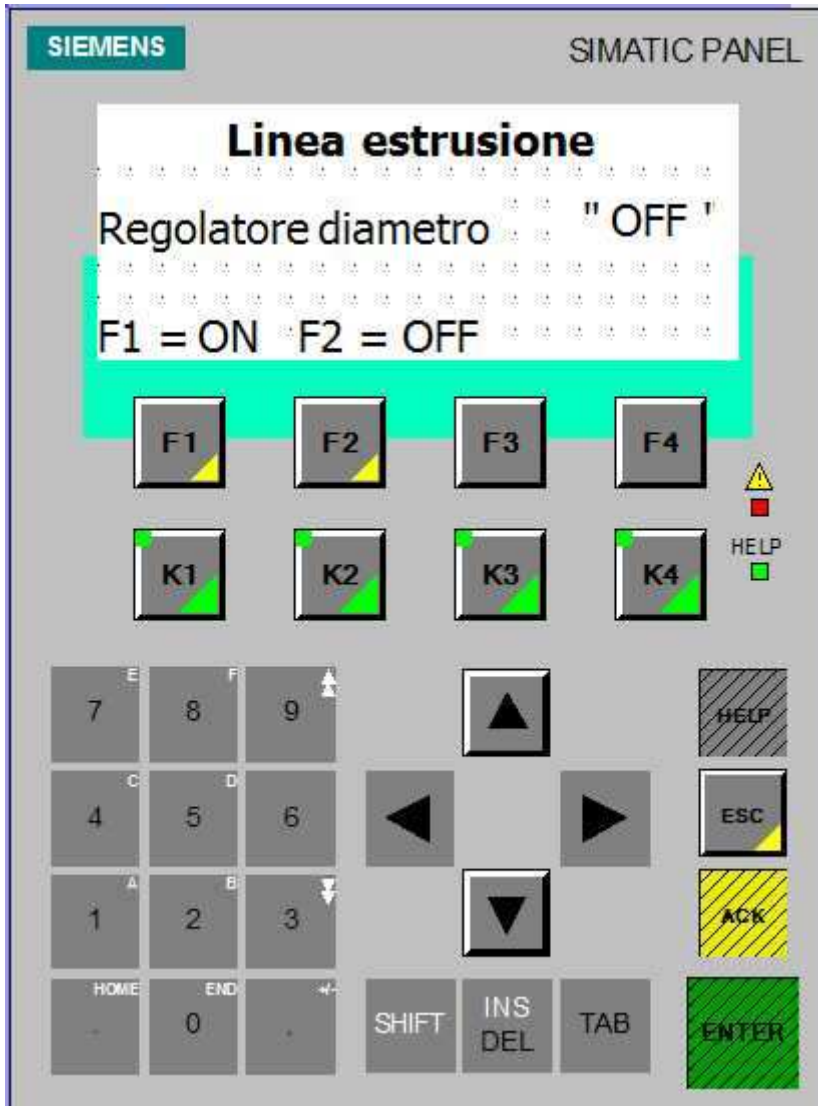 SIEMENS SIMATIC PANEL
Linea estrusione
Regolatore diametro " OFF "
F1 = ON F2 = OFF
F1 F2 F3 F4
K1 K2 K3 K4
HELP
E F
7 8 9 HELP
C D
4 5 6 ESC
A B
1 2 3 ACK
HOME END +/-
. 0 . SHIFT INS DEL TAB ENTER